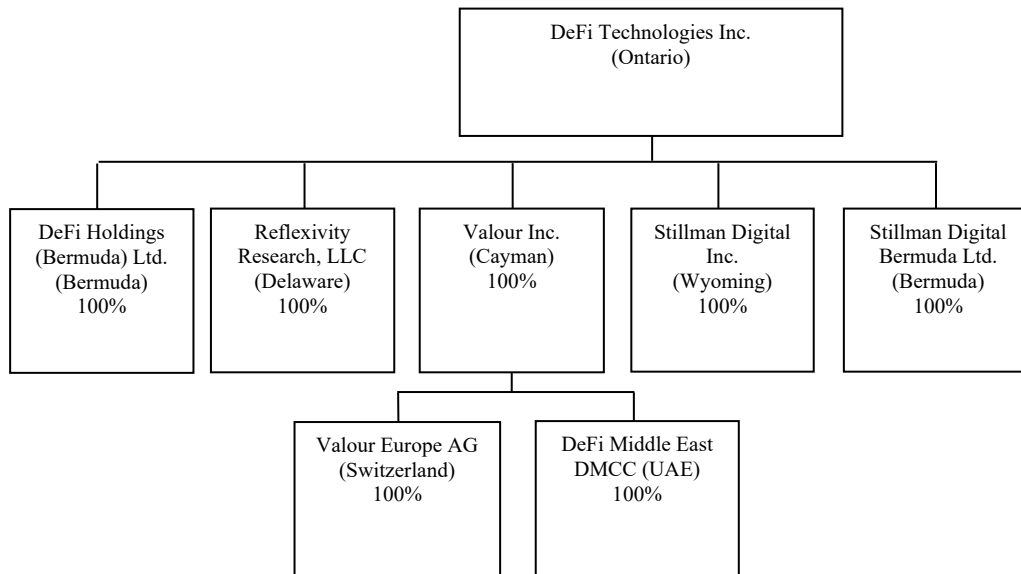 DeFi Technologies Inc.
(Ontario)
DeFi Holdings
(Bermuda) Ltd.
(Bermuda)
100%
Reflexivity
Research, LLC
(Delaware)
100%
Valour Inc.
(Cayman)
100%
Stillman Digital
Inc.
(Wyoming)
100%
Stillman Digital
Bermuda Ltd.
(Bermuda)
100%
Valour Europe AG
(Switzerland)
100%
DeFi Middle East
DMCC (UAE)
100%